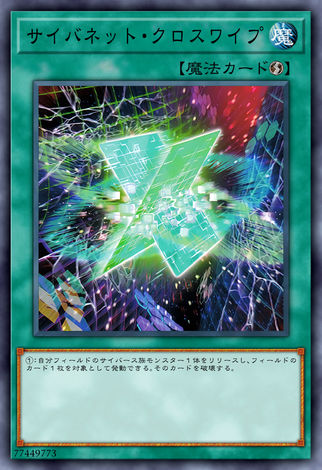 サイバネット・クロスワイプ
魔
【魔法カード】
①:自分フィールドのサイバース族モンスター1体をリリースし、フィールドの
カード1枚を対象として発動できる。そのカードを破壊する。
77449773